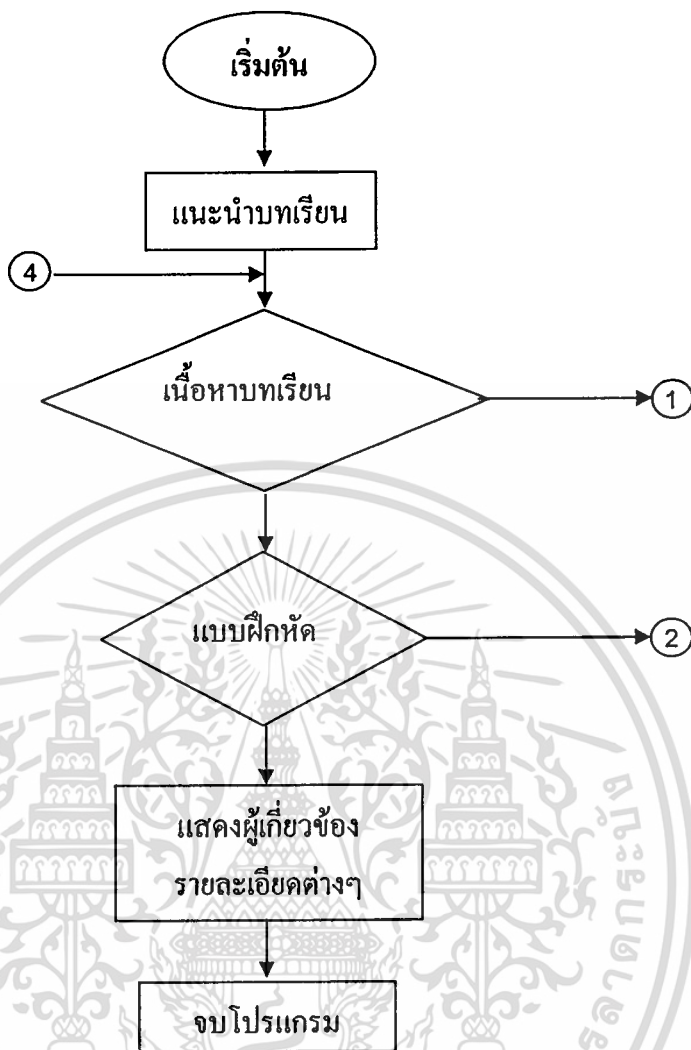 เริ่มต้น
แนะนำบทเรียน
4
เนื้อหาบทเรียน
1
แบบฝึกหัด
2
แสดงผู้เกี่ยวข้อง
รายละเอียดต่างๆ
จบโปรแกรม